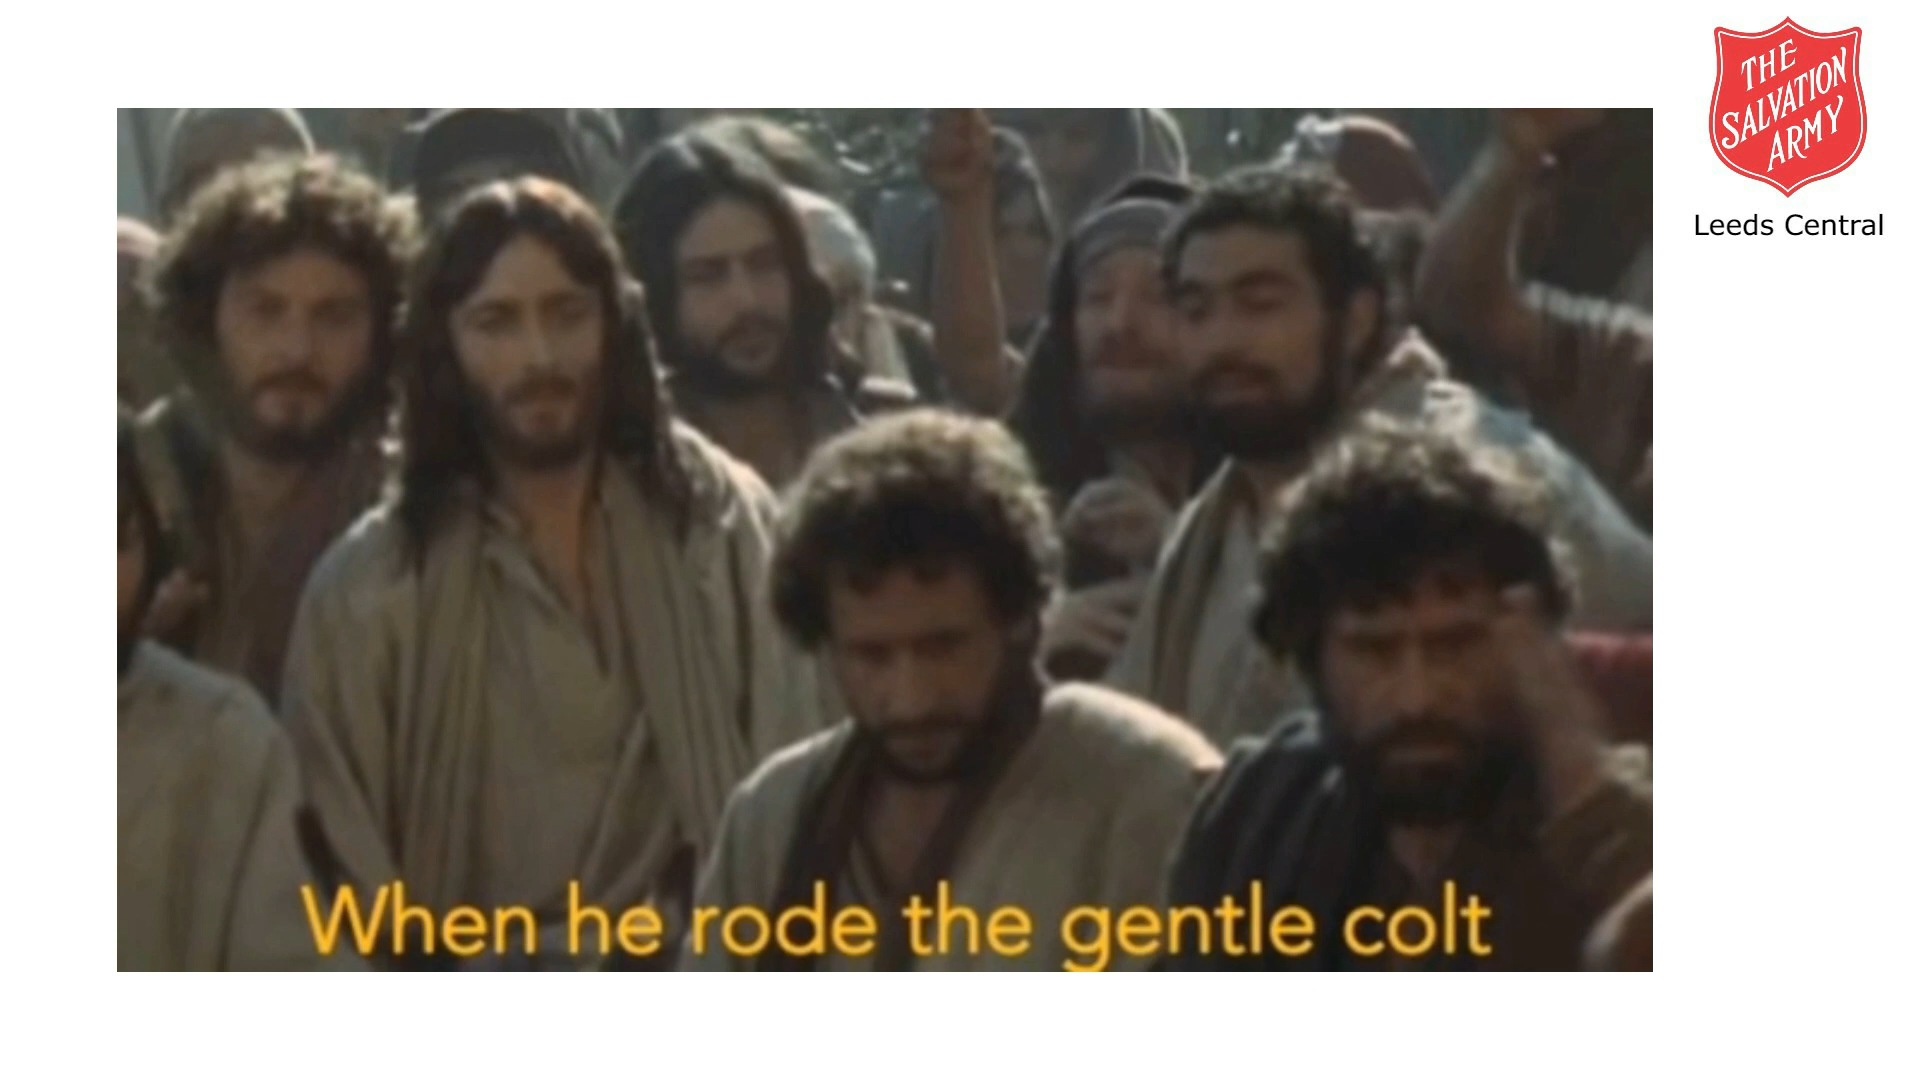 THE
SALVATION
ARMY
Leeds Central
When he rode the gentle colt